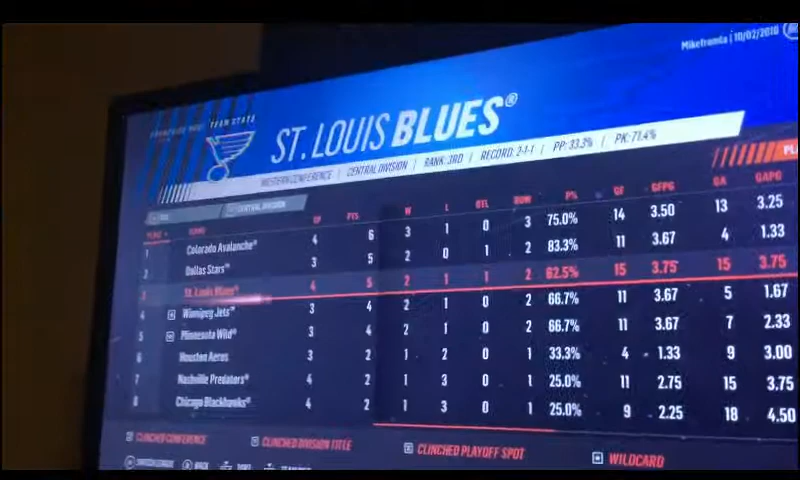 Mikefromda | 10/02/2018
TEAM STATS
ST. LOUIS BLUES®
WESTERN CONFERENCE | CENTRAL DIVISION | RANK: 3RD | RECORD: 2-1-1 | PP: 33.3% | PK: 71.4%
CENTRAL DIVISION
GP PTS W L OTL ROW P% GF GFPG GA GAPG
1 Colorado Avalanche® 4 6 3 1 0 3 75.0% 14 3.50 13 3.25
2 Dallas Stars® 3 5 2 0 1 2 83.3% 11 3.67 4 1.33
3 St. Louis Blues® 4 5 2 1 1 2 62.5% 15 3.75 15 3.75
4 Winnipeg Jets® 3 4 2 1 0 2 66.7% 11 3.67 5 1.67
5 Minnesota Wild® 3 4 2 1 0 2 66.7% 11 3.67 7 2.33
6 Houston Aeros 3 2 1 2 0 1 33.3% 4 1.33 9 3.00
7 Nashville Predators® 4 2 1 3 0 1 25.0% 11 2.75 15 3.75
8 Chicago Blackhawks® 4 2 1 3 0 1 25.0% 9 2.25 18 4.50
CLINCHED CONFERENCE CLINCHED DIVISION TITLE CLINCHED PLAYOFF SPOT WILDCARD
SWITCH LEAGUE BACK